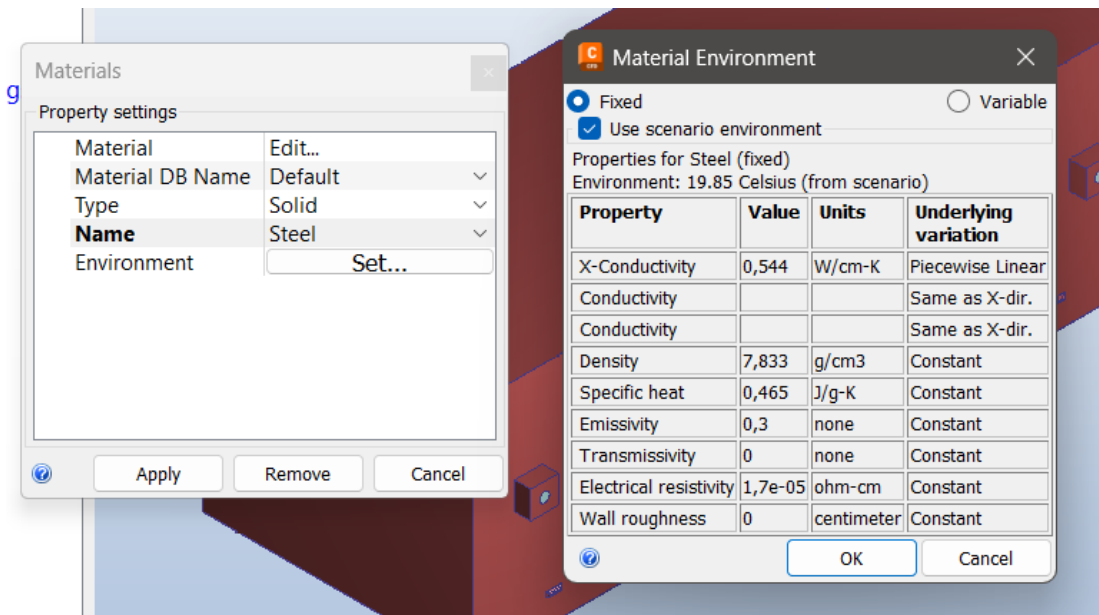 g
Materials
Property settings
Material Edit...
Material DB Name Default
Type Solid
Name Steel
Environment Set...
Apply Remove Cancel
C
CFD
Material Environment
Fixed Variable
Use scenario environment
Properties for Steel (fixed)
Environment: 19.85 Celsius (from scenario)
Property Value Units Underlying variation
X-Conductivity 0,544 W/cm-K Piecewise Linear
Conductivity Same as X-dir.
Conductivity Same as X-dir.
Density 7,833 g/cm3 Constant
Specific heat 0,465 J/g-K Constant
Emissivity 0,3 none Constant
Transmissivity 0 none Constant
Electrical resistivity 1,7e-05 ohm-cm Constant
Wall roughness 0 centimeter Constant
OK Cancel